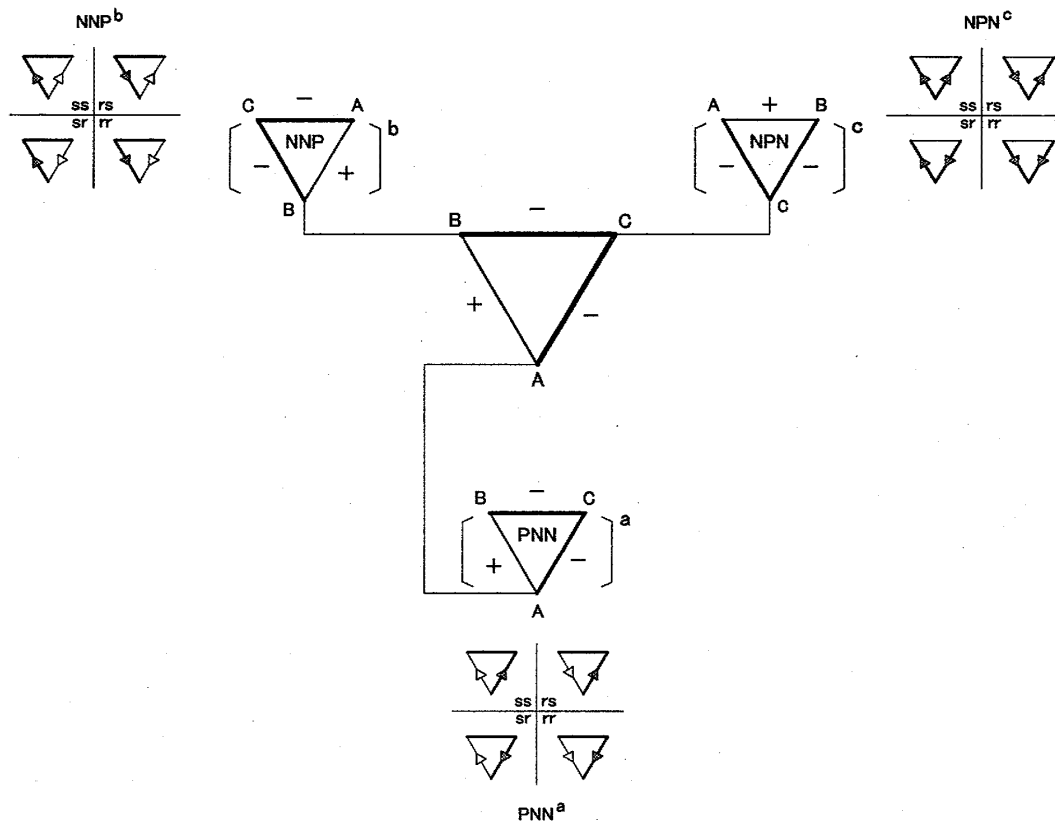 NNP^b
NPN^c
ss rs
sr rr
C − A
[NNP]^b
− +
B
A + B
[NPN]^c
− −
C
ss rs
sr rr
B − C
+ −
A
B − C
[PNN]^a
+ −
A
ss rs
sr rr
PNN^a